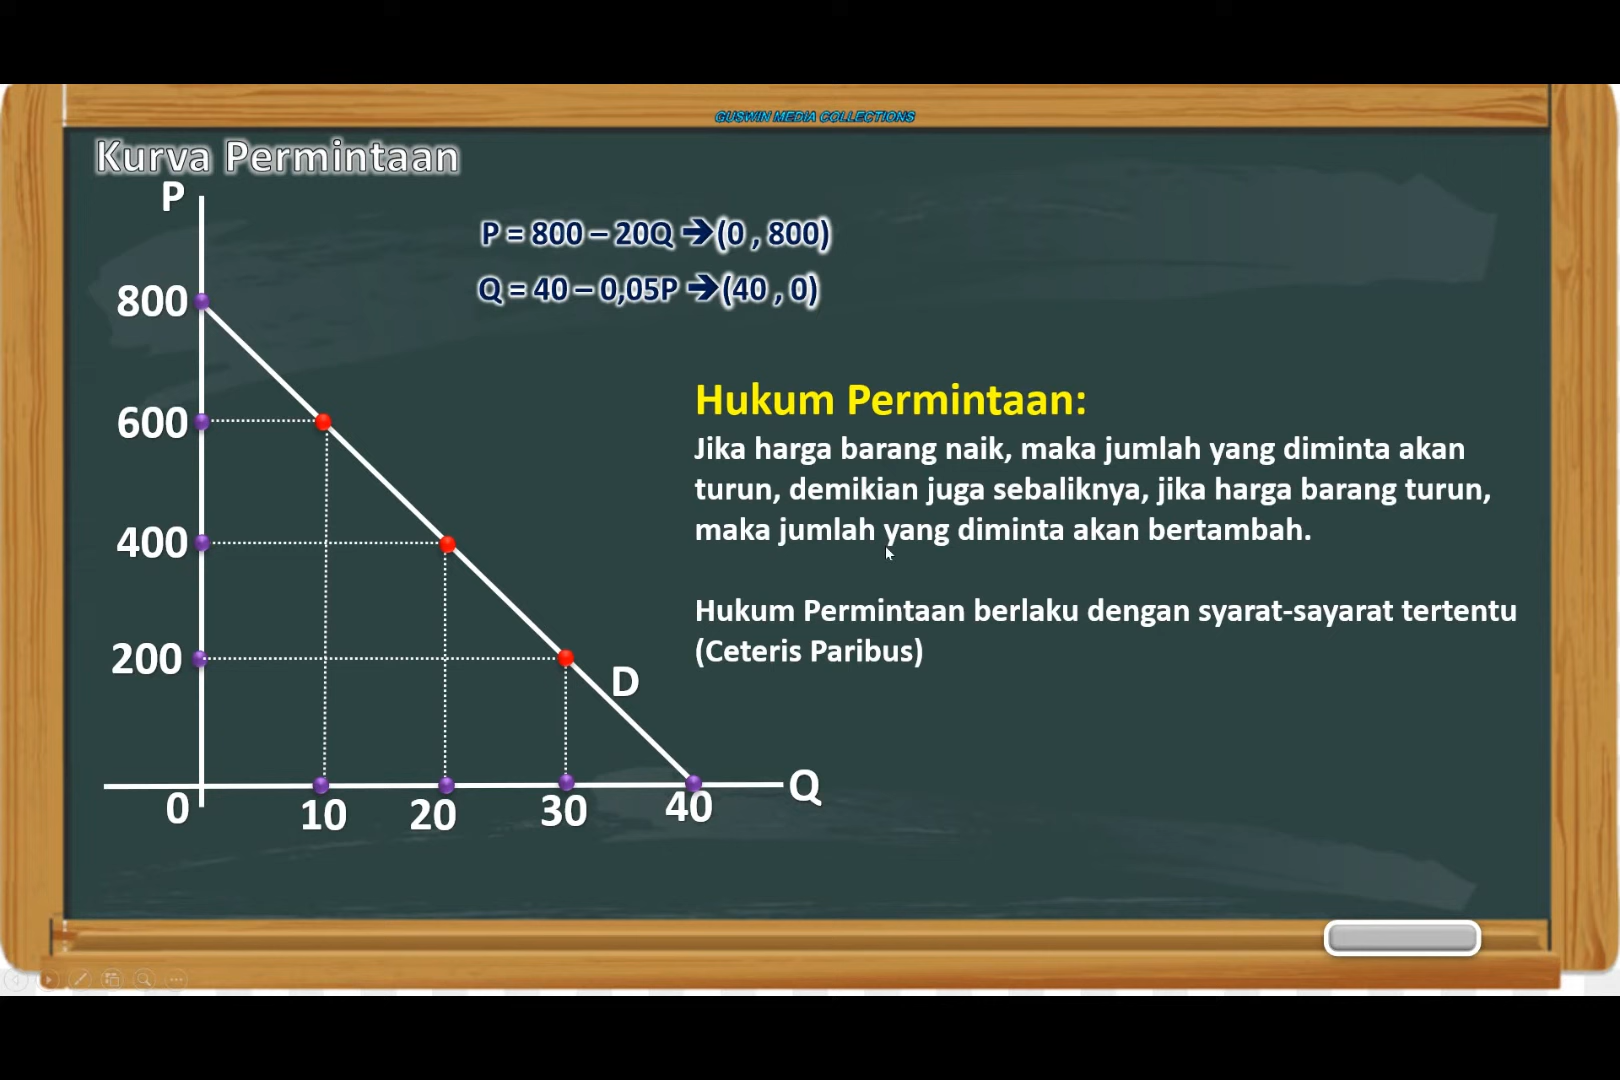 GUSWIN MEDIA COLLECTIONS
Kurva Permintaan
P
P = 800 – 20Q ➔(0 , 800)
Q = 40 – 0,05P ➔(40 , 0)
800
600
400
200
Hukum Permintaan:
Jika harga barang naik, maka jumlah yang diminta akan
turun, demikian juga sebaliknya, jika harga barang turun,
maka jumlah yang diminta akan bertambah.
Hukum Permintaan berlaku dengan syarat-sayarat tertentu
(Ceteris Paribus)
D
Q
0 10 20 30 40